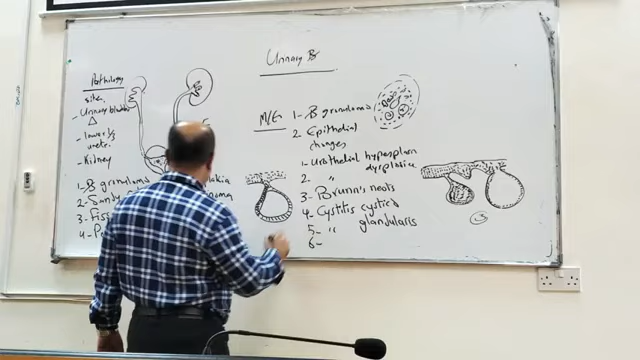 Urinary B
Pathology
site,
- Urinary bladder
- lower 1/3
ureter.
- Kidney
1- B granuloma
2- Sandy
3- Fiss
4- P
M/E
1- B granuloma
2 Epithelial
changes
1- Urothelial hyperplasia
2. " dysplasia
3- Brunn's nests
4- Cystitis cystica
5- " glandularis
6-
3